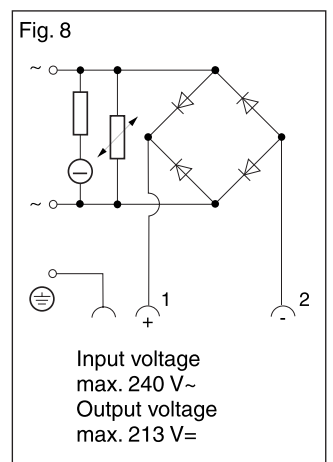 Fig. 8
~
~
1
2
+
-
Input voltage
max. 240 V~
Output voltage
max. 213 V=